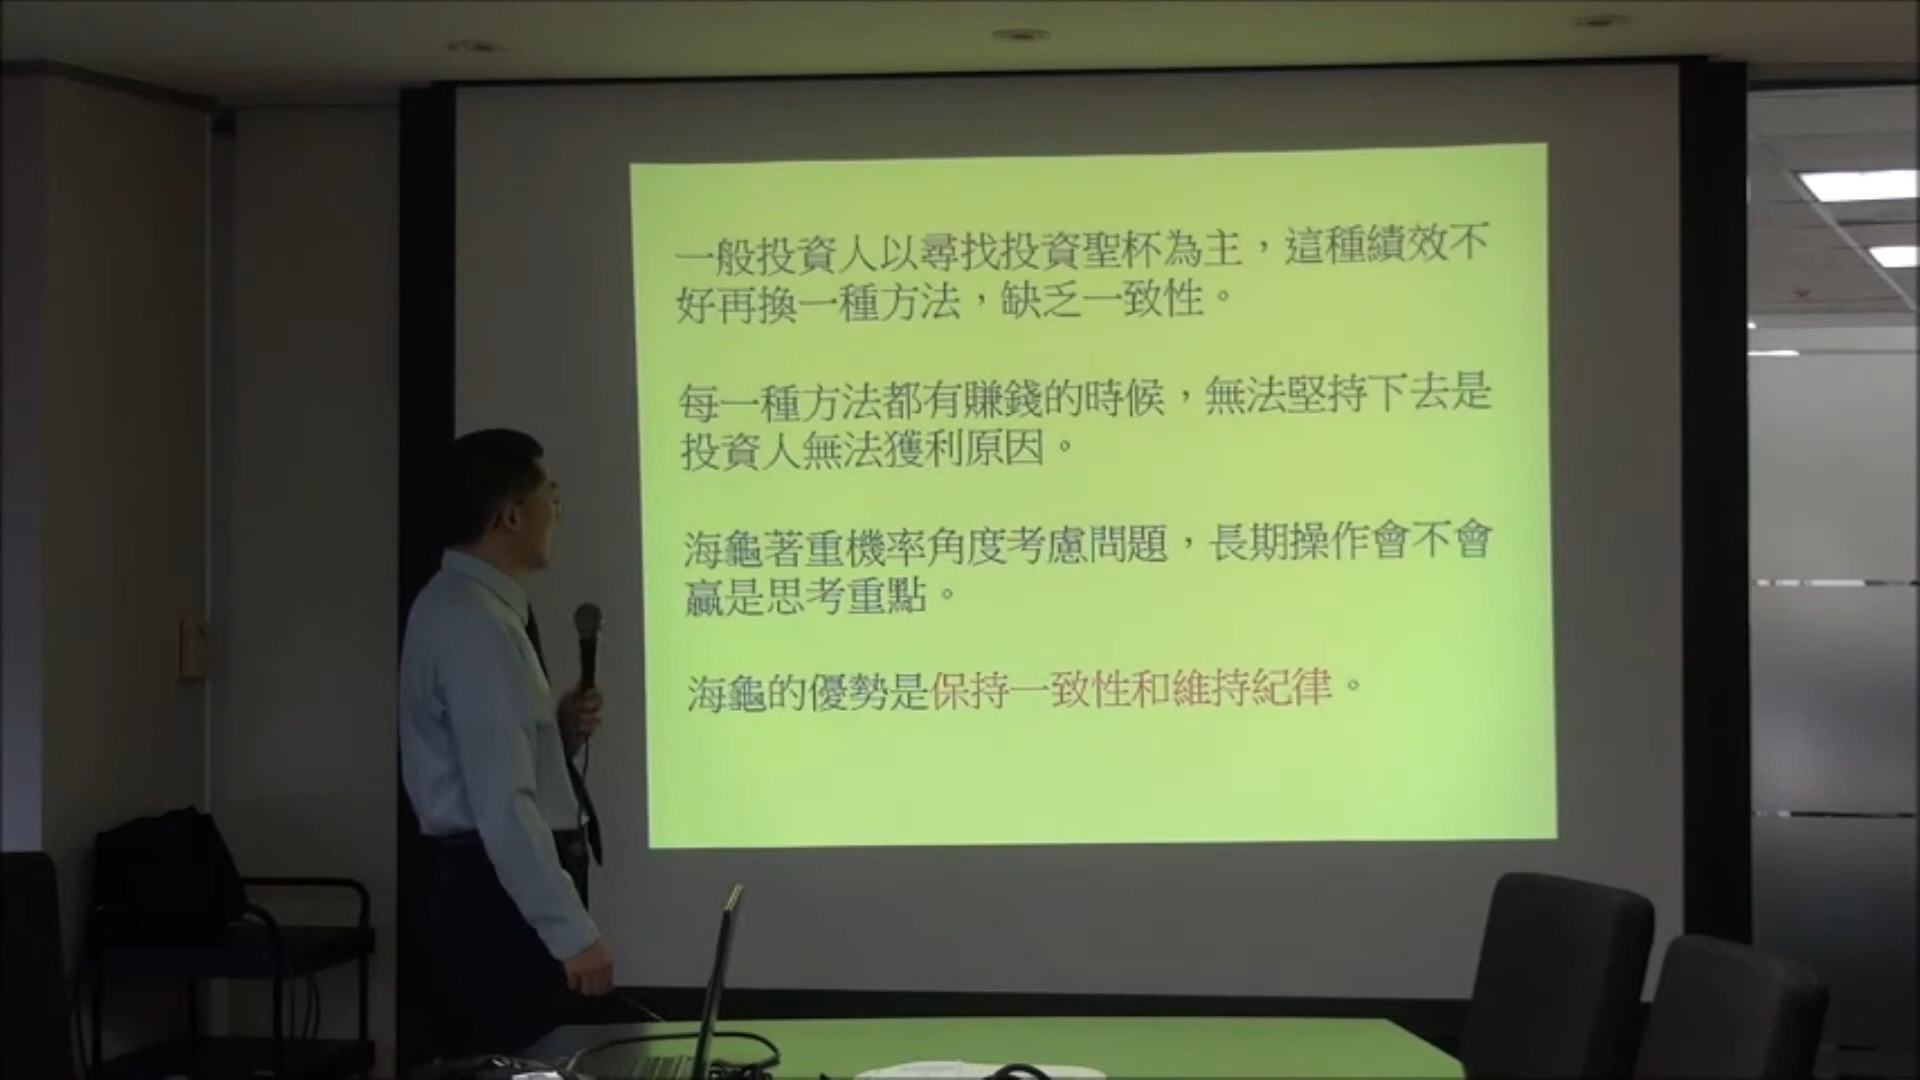 一般投資人以尋找投資聖杯為主，這種績效不
好再換一種方法，缺乏一致性。
每一種方法都有賺錢的時候，無法堅持下去是
投資人無法獲利原因。
海龜著重機率角度考慮問題，長期操作會不會
贏是思考重點。
海龜的優勢是保持一致性和維持紀律。